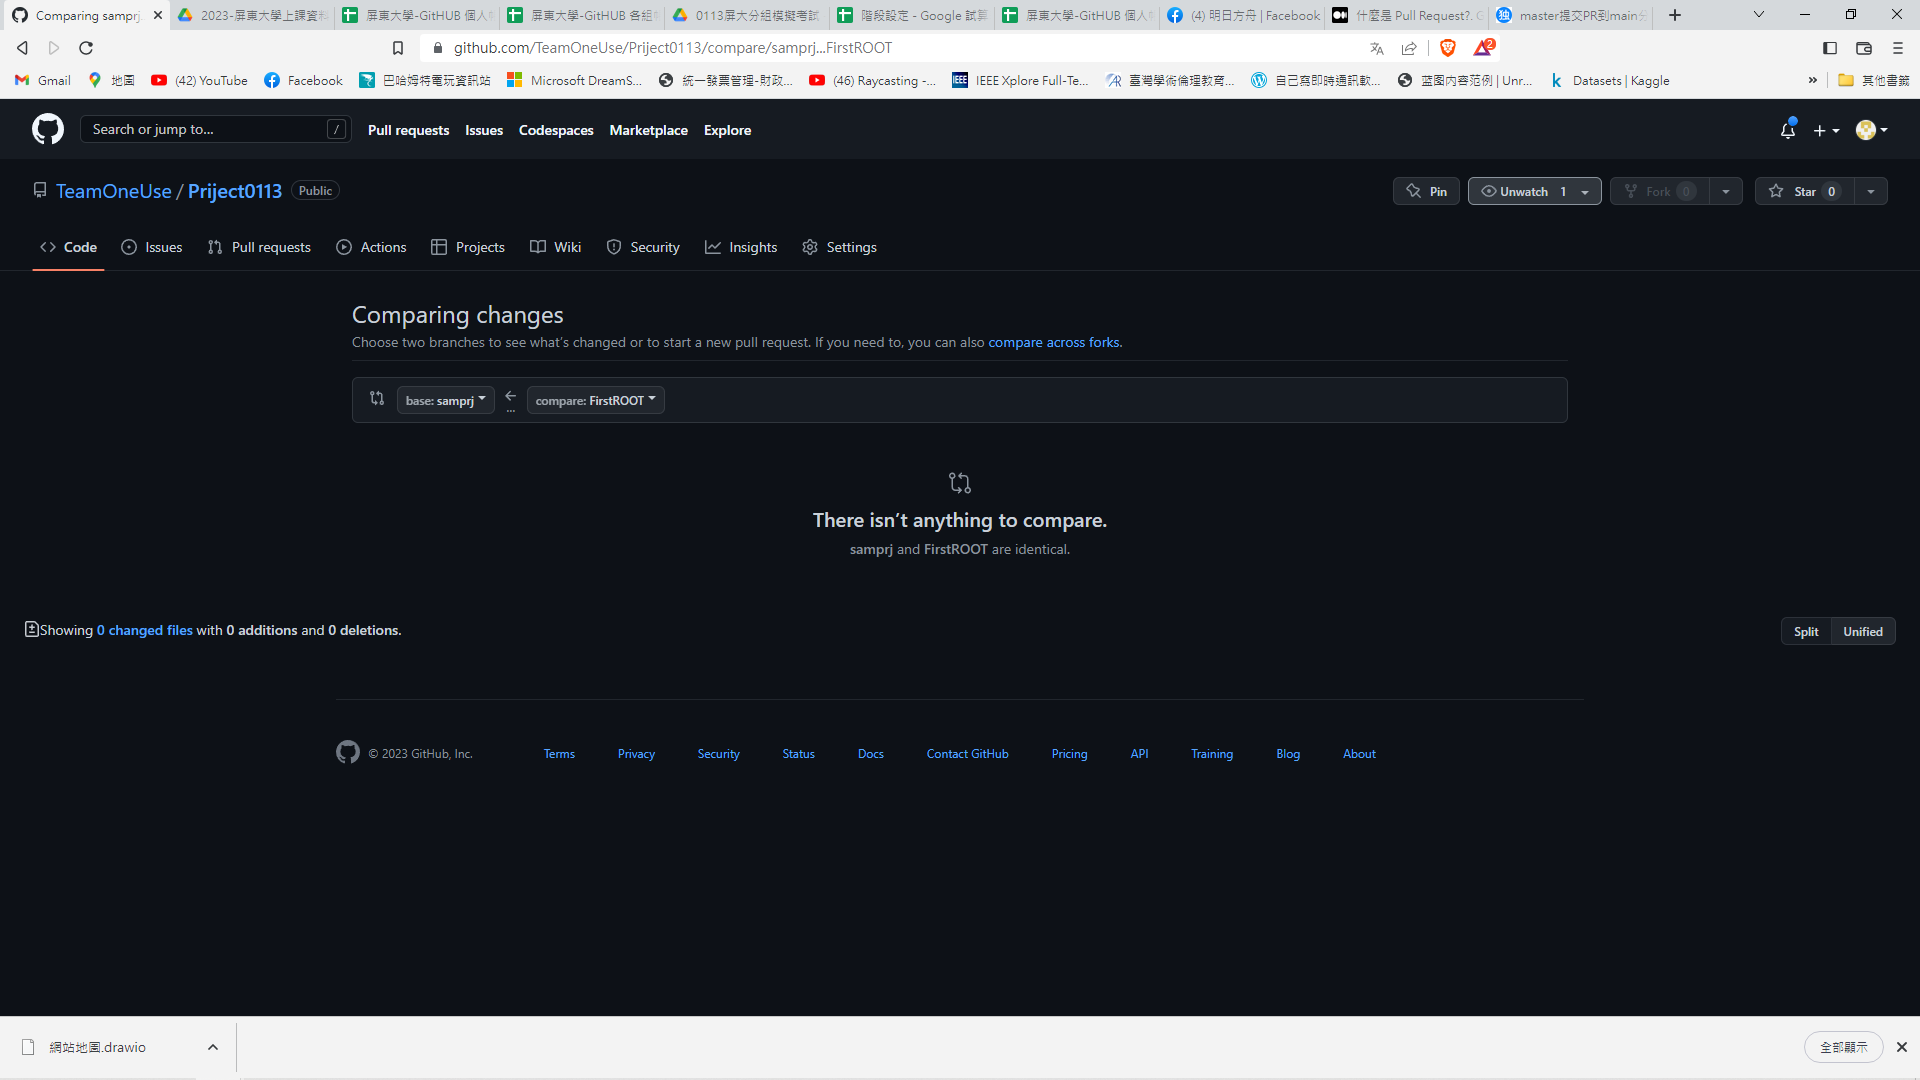 Comparing samprj
2023-屏東大學上課資料
屏東大學-GitHUB 個人
屏東大學-GitHUB 各組
0113屏大分組模擬考試
階段設定 - Google 試算
屏東大學-GitHUB 個人
(4) 明日方舟 | Facebook
什麼是 Pull Request?. G
master提交PR到main分
github.com/TeamOneUse/Priject0113/compare/samprj...FirstROOT
2
Gmail
地圖
(42) YouTube
Facebook
巴哈姆特電玩資訊站
Microsoft DreamS...
統一發票管理-財政...
(46) Raycasting -...
IEEE Xplore Full-Te...
臺灣學術倫理教育...
自己寫即時通訊軟...
蓝图内容范例 | Unr...
Datasets | Kaggle
»
其他書籤
Search or jump to...
/
Pull requests
Issues
Codespaces
Marketplace
Explore
TeamOneUse / Priject0113
Public
Pin
Unwatch 1
Fork 0
Star 0
Code
Issues
Pull requests
Actions
Projects
Wiki
Security
Insights
Settings
Comparing changes
Choose two branches to see what's changed or to start a new pull request. If you need to, you can also compare across forks.
base: samprj
...
compare: FirstROOT
There isn't anything to compare.
samprj and FirstROOT are identical.
Showing 0 changed files with 0 additions and 0 deletions.
Split
Unified
© 2023 GitHub, Inc.
Terms
Privacy
Security
Status
Docs
Contact GitHub
Pricing
API
Training
Blog
About
網站地圖.drawio
全部顯示